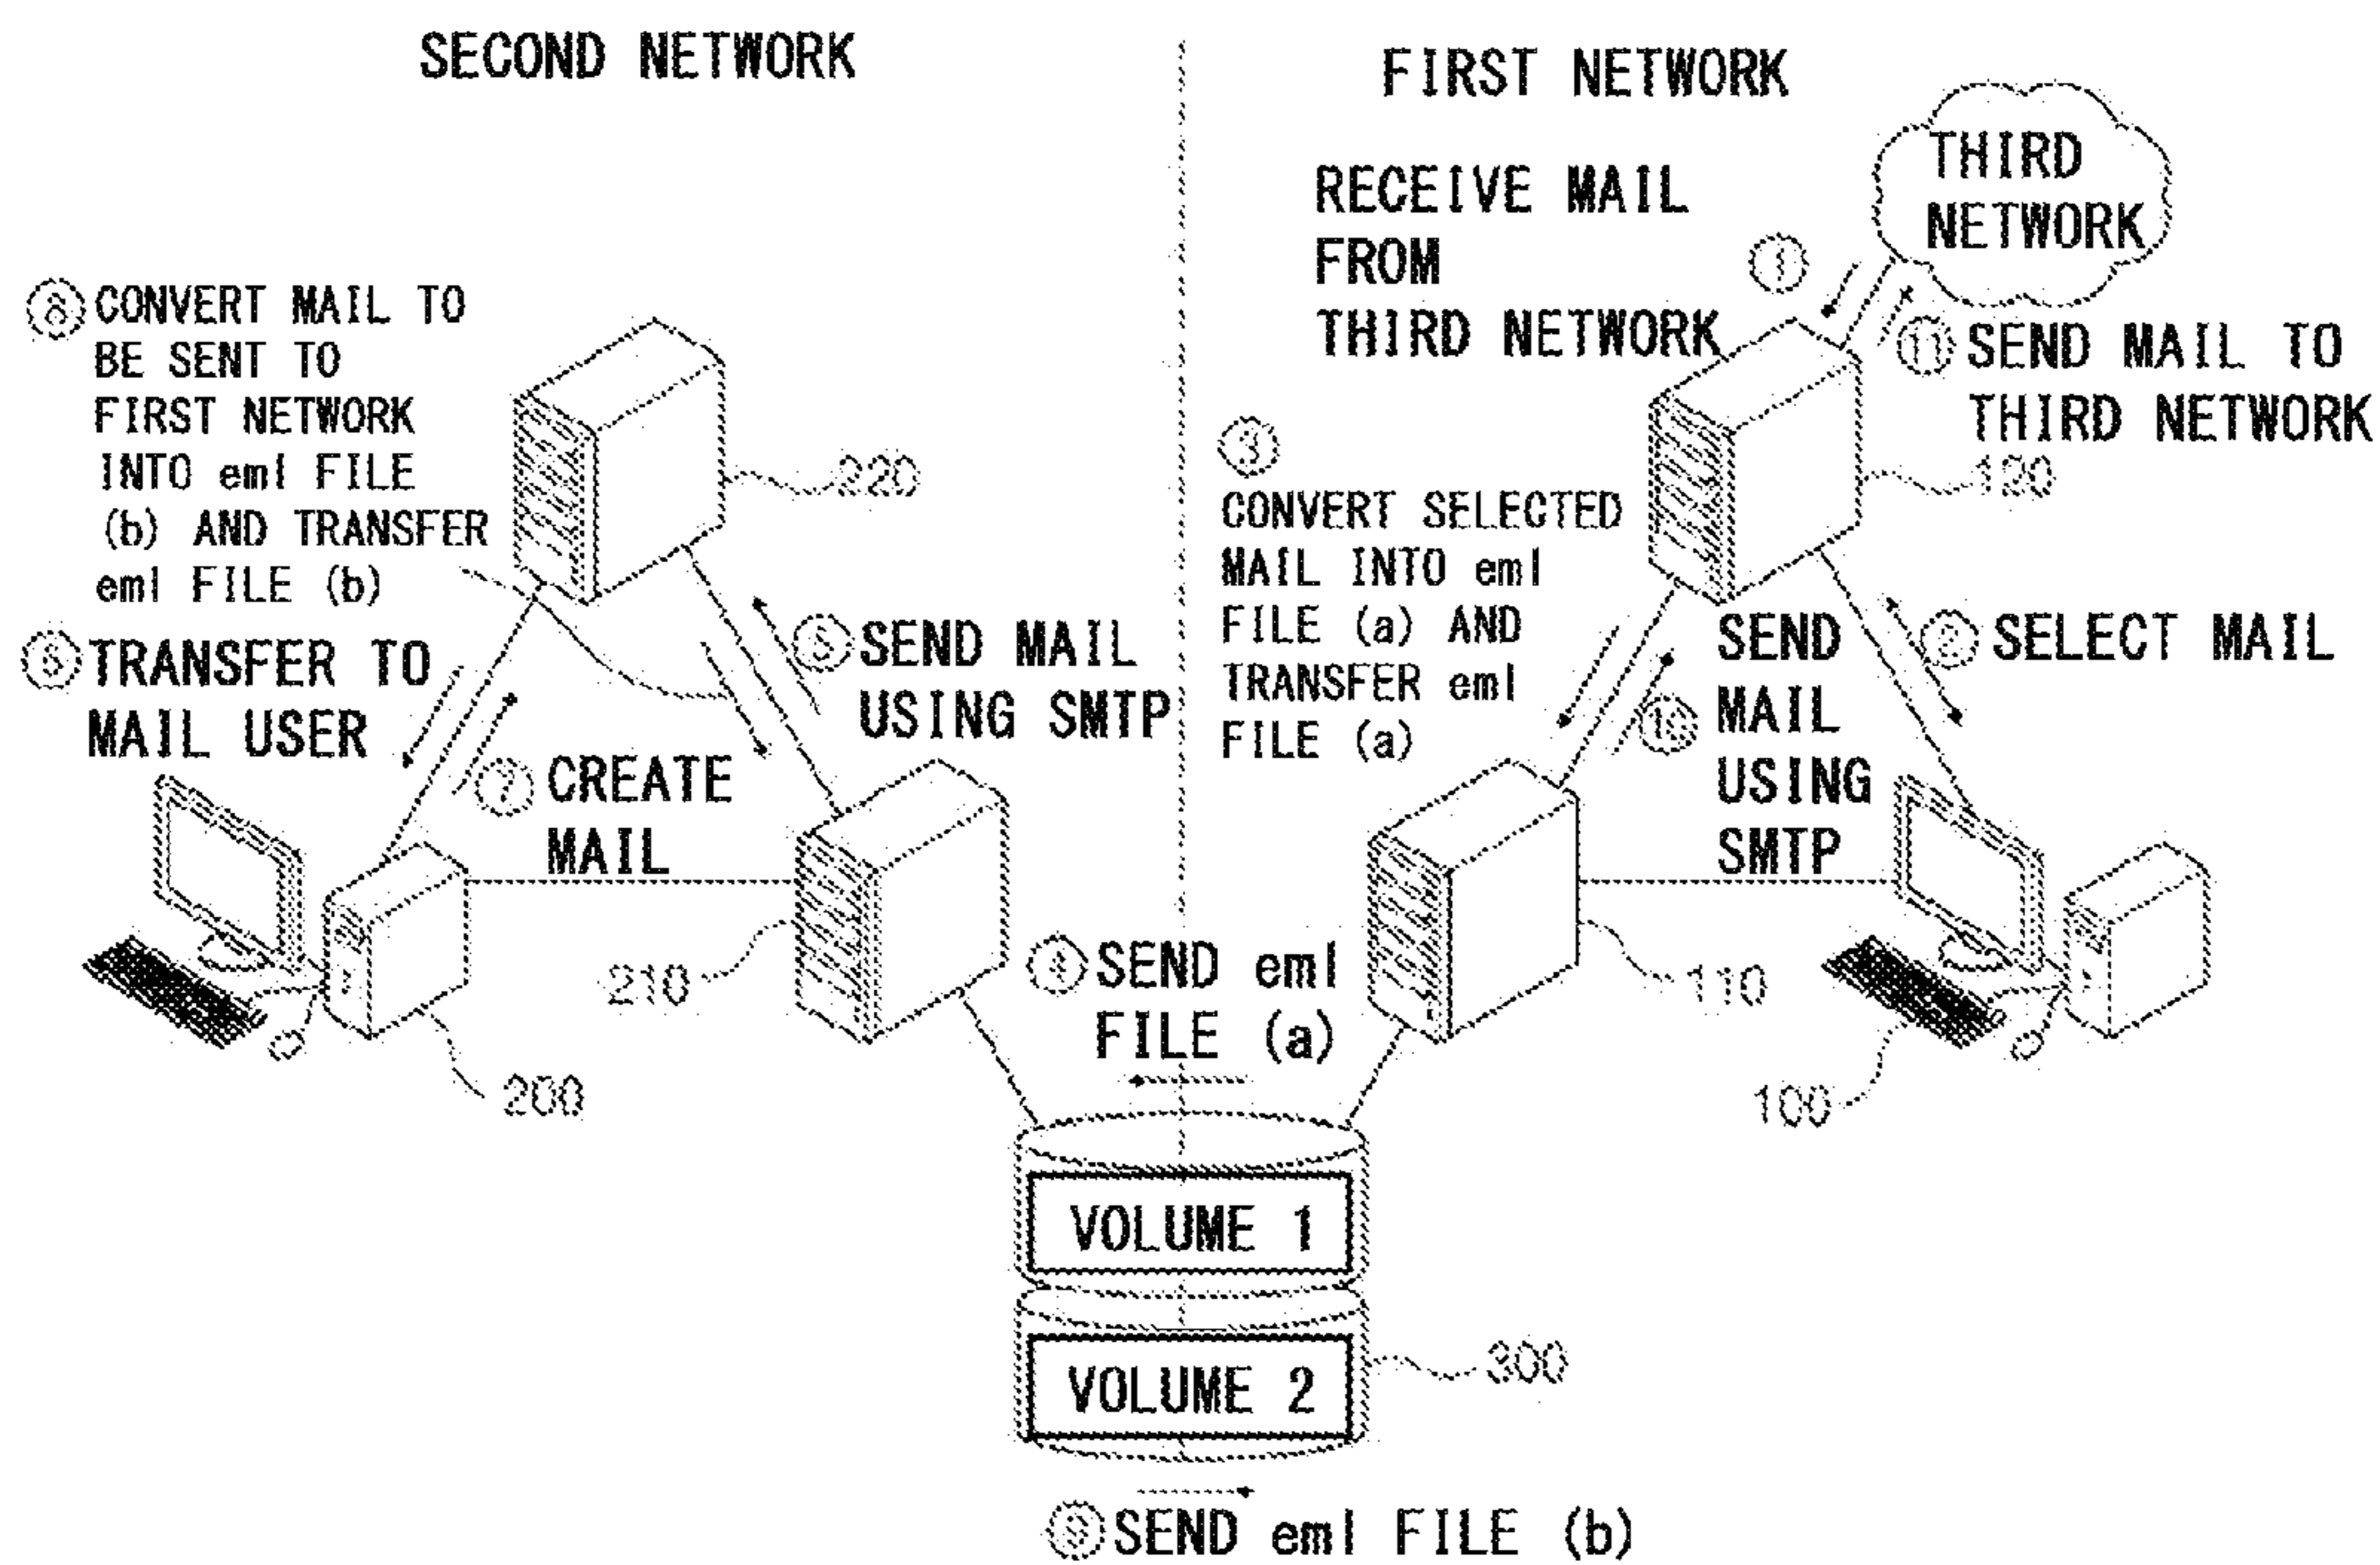 SECOND NETWORK
FIRST NETWORK
THIRD
NETWORK
RECEIVE MAIL
FROM
THIRD NETWORK
①
⑪ SEND MAIL TO
THIRD NETWORK
⑧ CONVERT MAIL TO
BE SENT TO
FIRST NETWORK
INTO eml FILE
(b) AND TRANSFER
eml FILE (b)
220
120
③
CONVERT SELECTED
MAIL INTO eml
FILE (a) AND
TRANSFER eml
FILE (a)
⑥ TRANSFER TO
MAIL USER
⑤ SEND MAIL
USING SMTP
⑩ SEND
MAIL
USING
SMTP
② SELECT MAIL
⑦ CREATE
MAIL
210
④ SEND eml
FILE (a)
110
200
100
VOLUME 1
VOLUME 2
300
⑨ SEND eml FILE (b)